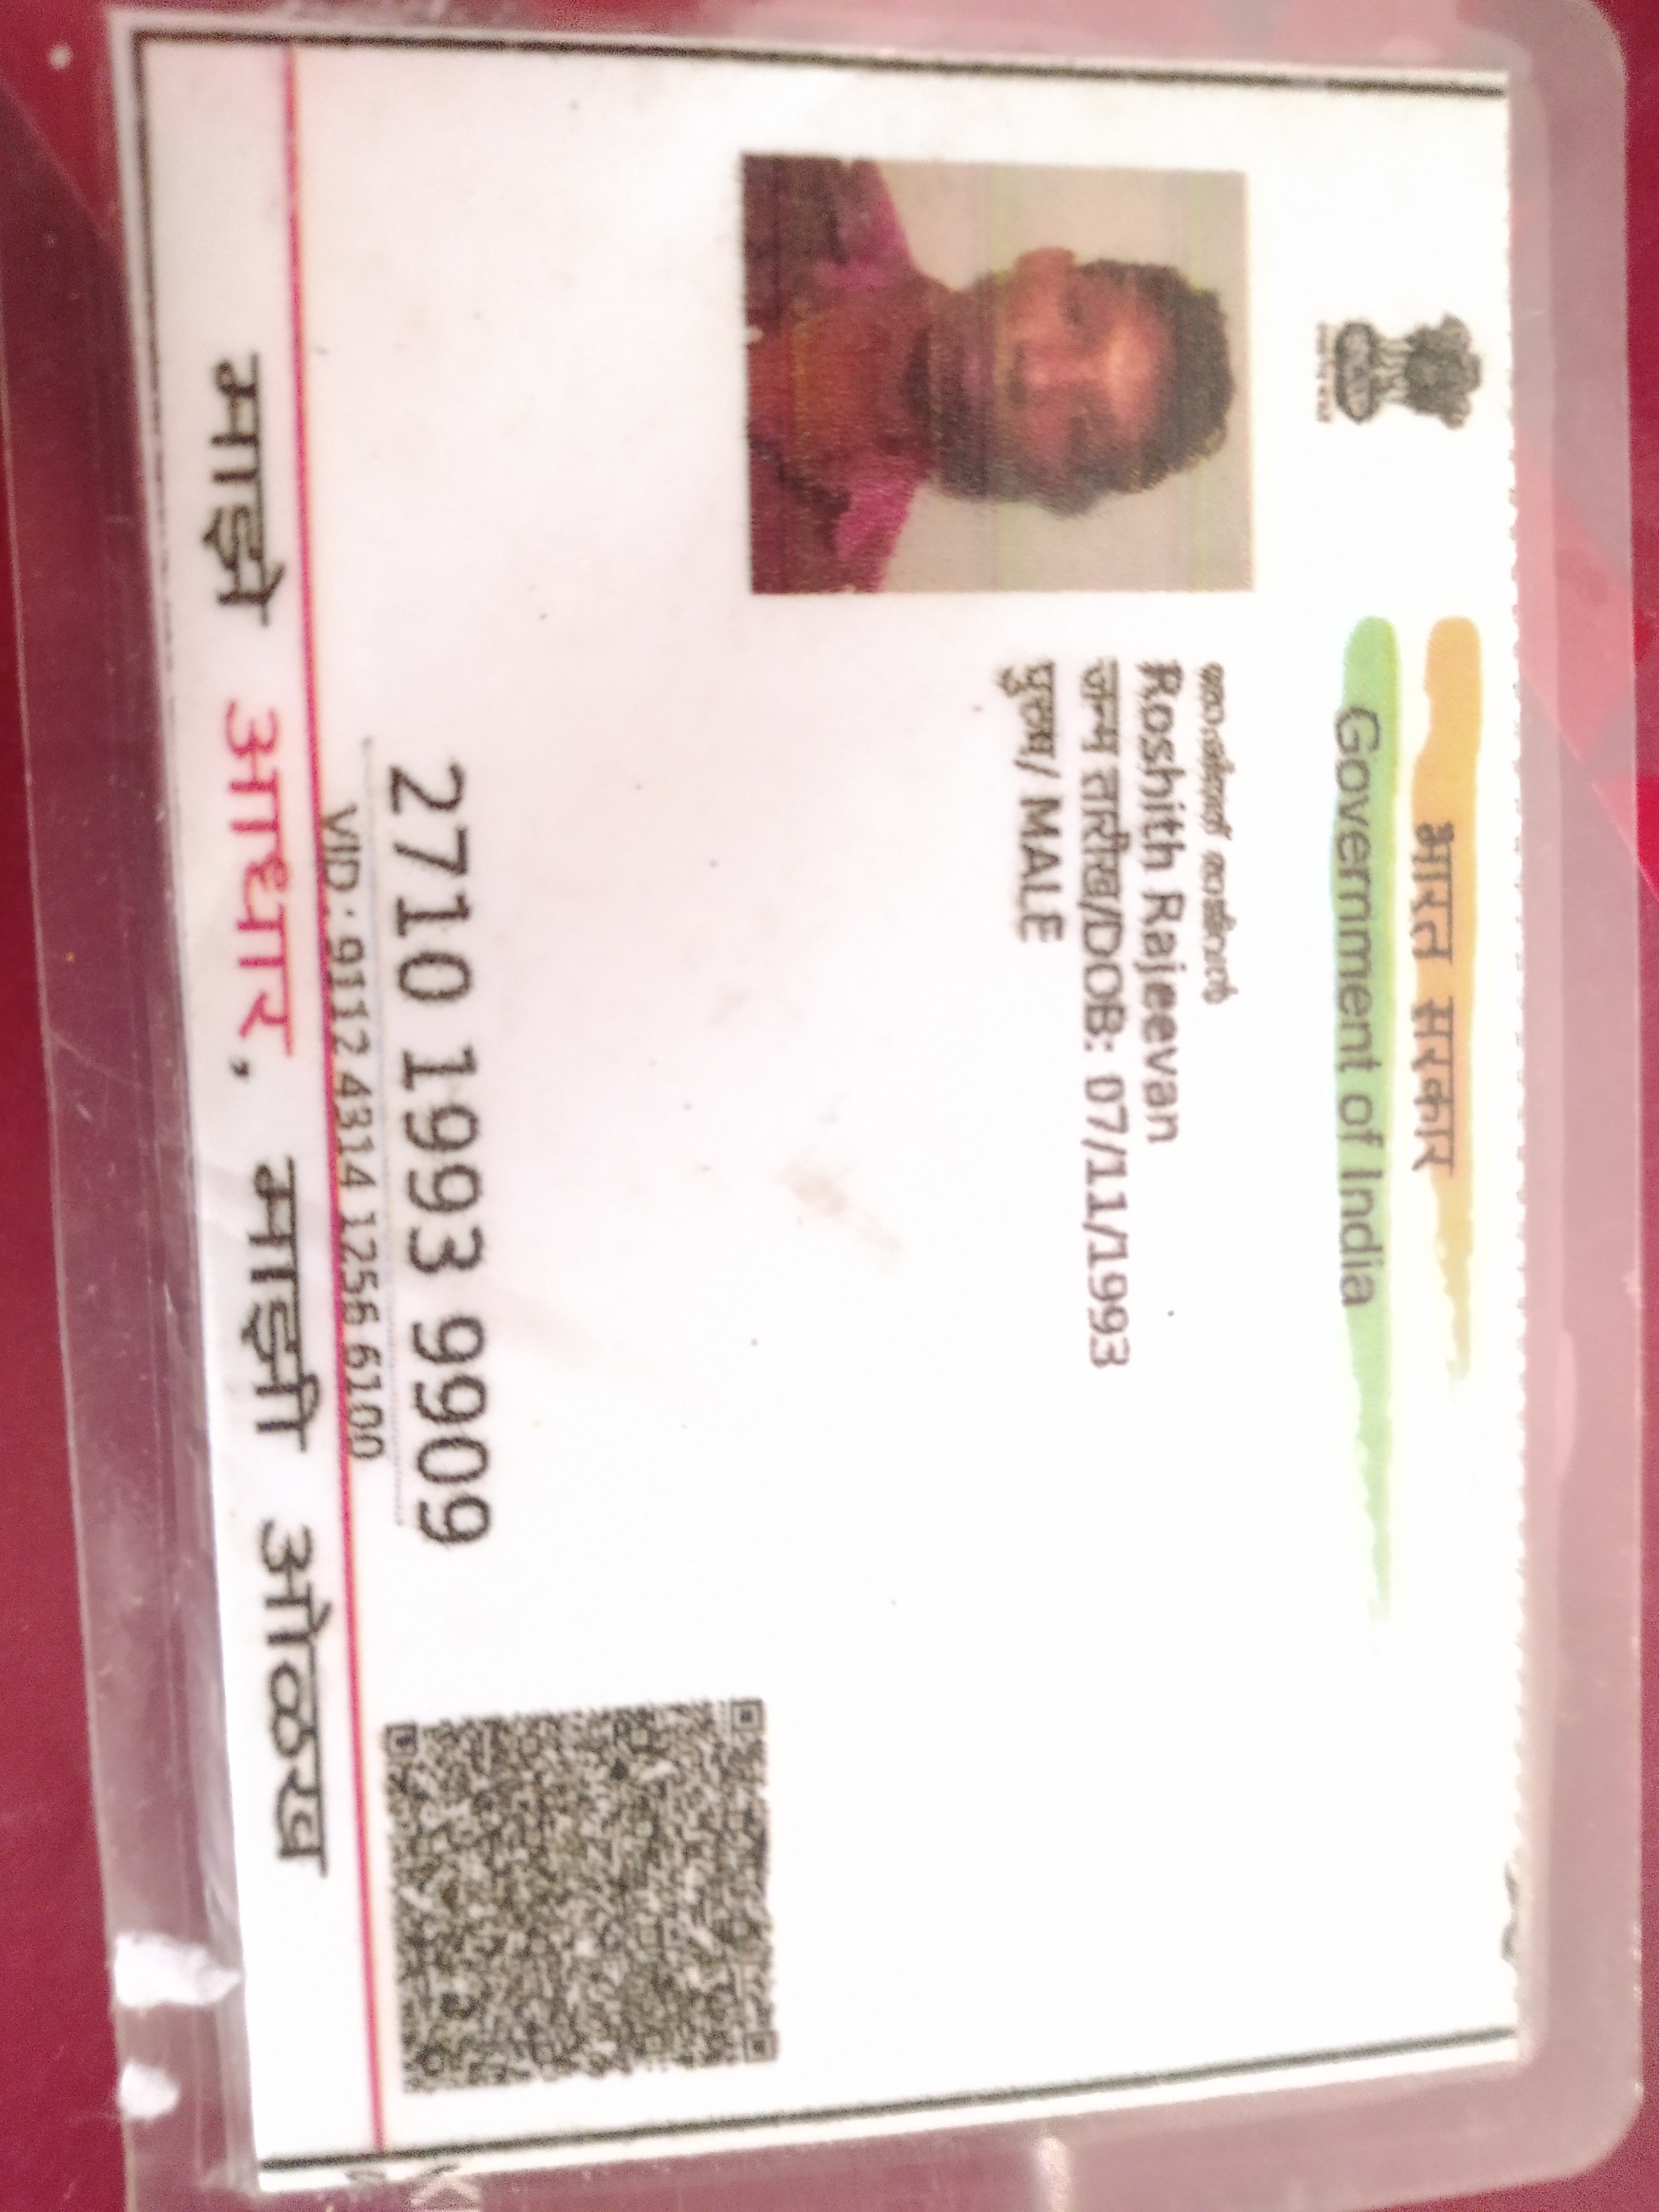 भारत सरकार
Government of India
Roshith Rajeevan
जन्म तारीख/DOB: 07/11/1993
पुरुष/ MALE
2710 1993 9909
VID : 9112 4314 1256 6100
माझे आधार, माझी ओळख